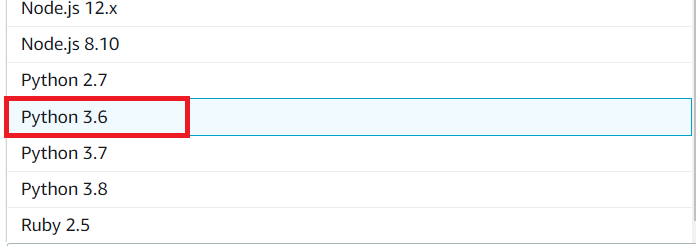 Node.js 12.x
Node.js 8.10
Python 2.7
Python 3.6
Python 3.7
Python 3.8
Ruby 2.5